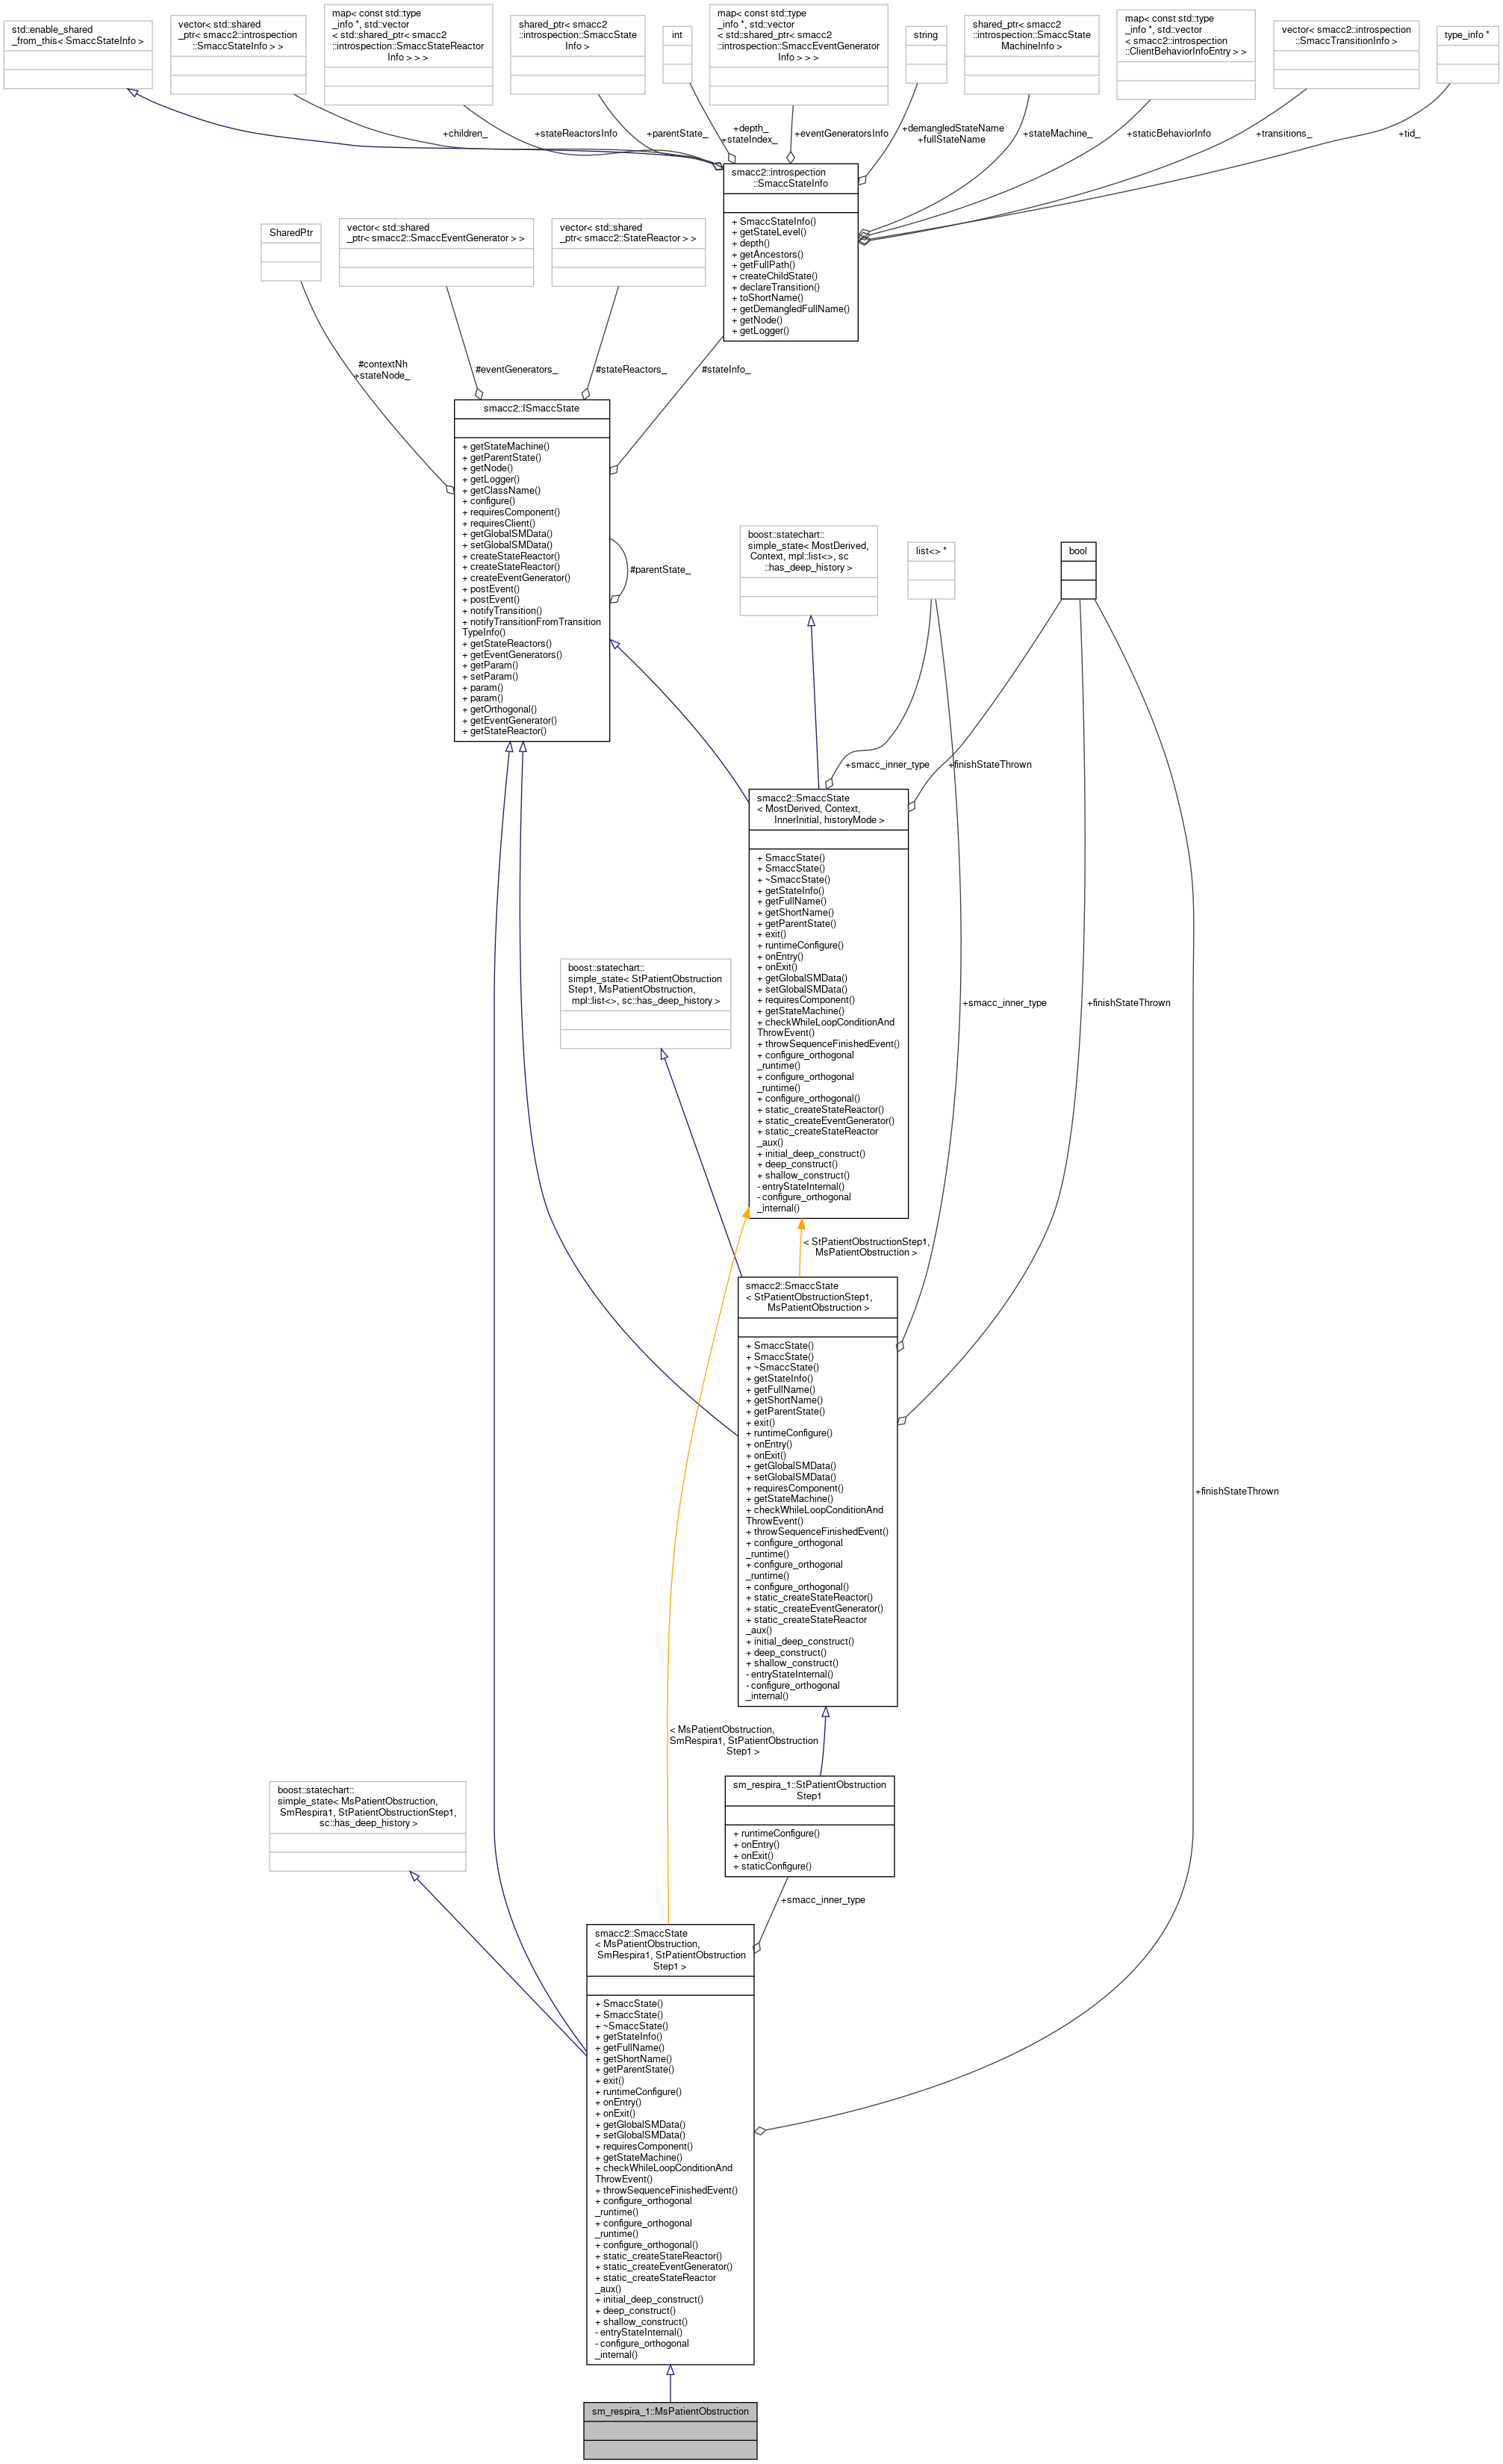 std::enable_shared
_from_this< SmaccStateInfo >
vector< std::shared
_ptr< smacc2::introspection
::SmaccStateInfo > >
map< const std::type
_info *, std::vector
< std::shared_ptr< smacc2
::introspection::SmaccStateReactor
Info > > >
shared_ptr< smacc2
::introspection::SmaccState
Info >
int
map< const std::type
_info *, std::vector
< std::shared_ptr< smacc2
::introspection::SmaccEventGenerator
Info > > >
string
shared_ptr< smacc2
::introspection::SmaccState
MachineInfo >
map< const std::type
_info *, std::vector
< smacc2::introspection
::ClientBehaviorInfoEntry > >
vector< smacc2::introspection
::SmaccTransitionInfo >
type_info *
+children_
+stateReactorsInfo
+parentState_
+depth_
+stateIndex_
+eventGeneratorsInfo
+demangledStateName
+fullStateName
+stateMachine_
+staticBehaviorInfo
+transitions_
+tid_
smacc2::introspection
::SmaccStateInfo
+ SmaccStateInfo()
+ getStateLevel()
+ depth()
+ getAncestors()
+ getFullPath()
+ createChildState()
+ declareTransition()
+ toShortName()
+ getDemangledFullName()
+ getNode()
+ getLogger()
SharedPtr
vector< std::shared
_ptr< smacc2::SmaccEventGenerator > >
vector< std::shared
_ptr< smacc2::StateReactor > >
#contextNh
+stateNode_
#eventGenerators_
#stateReactors_
#stateInfo_
smacc2::ISmaccState
+ getStateMachine()
+ getParentState()
+ getNode()
+ getLogger()
+ getClassName()
+ configure()
+ requiresComponent()
+ requiresClient()
+ getGlobalSMData()
+ setGlobalSMData()
+ createStateReactor()
+ createStateReactor()
+ createEventGenerator()
+ postEvent()
+ postEvent()
+ notifyTransition()
+ notifyTransitionFromTransition
TypeInfo()
+ getStateReactors()
+ getEventGenerators()
+ getParam()
+ setParam()
+ param()
+ param()
+ getOrthogonal()
+ getEventGenerator()
+ getStateReactor()
#parentState_
boost::statechart::
simple_state< MostDerived,
Context, mpl::list<>, sc
::has_deep_history >
list<> *
bool
+smacc_inner_type
+finishStateThrown
smacc2::SmaccState
< MostDerived, Context,
InnerInitial, historyMode >
+ SmaccState()
+ SmaccState()
+ ~SmaccState()
+ getStateInfo()
+ getFullName()
+ getShortName()
+ getParentState()
+ exit()
+ runtimeConfigure()
+ onEntry()
+ onExit()
+ getGlobalSMData()
+ setGlobalSMData()
+ requiresComponent()
+ getStateMachine()
+ checkWhileLoopConditionAnd
ThrowEvent()
+ throwSequenceFinishedEvent()
+ configure_orthogonal
_runtime()
+ configure_orthogonal
_runtime()
+ configure_orthogonal()
+ static_createStateReactor()
+ static_createEventGenerator()
+ static_createStateReactor
_aux()
+ initial_deep_construct()
+ deep_construct()
+ shallow_construct()
- entryStateInternal()
- configure_orthogonal
_internal()
boost::statechart::
simple_state< StPatientObstruction
Step1, MsPatientObstruction,
mpl::list<>, sc::has_deep_history >
+smacc_inner_type
+finishStateThrown
< StPatientObstructionStep1,
MsPatientObstruction >
smacc2::SmaccState
< StPatientObstructionStep1,
MsPatientObstruction >
+ SmaccState()
+ SmaccState()
+ ~SmaccState()
+ getStateInfo()
+ getFullName()
+ getShortName()
+ getParentState()
+ exit()
+ runtimeConfigure()
+ onEntry()
+ onExit()
+ getGlobalSMData()
+ setGlobalSMData()
+ requiresComponent()
+ getStateMachine()
+ checkWhileLoopConditionAnd
ThrowEvent()
+ throwSequenceFinishedEvent()
+ configure_orthogonal
_runtime()
+ configure_orthogonal
_runtime()
+ configure_orthogonal()
+ static_createStateReactor()
+ static_createEventGenerator()
+ static_createStateReactor
_aux()
+ initial_deep_construct()
+ deep_construct()
+ shallow_construct()
- entryStateInternal()
- configure_orthogonal
_internal()
+finishStateThrown
< MsPatientObstruction,
SmRespira1, StPatientObstruction
Step1 >
boost::statechart::
simple_state< MsPatientObstruction,
SmRespira1, StPatientObstructionStep1,
sc::has_deep_history >
sm_respira_1::StPatientObstruction
Step1
+ runtimeConfigure()
+ onEntry()
+ onExit()
+ staticConfigure()
+smacc_inner_type
smacc2::SmaccState
< MsPatientObstruction,
SmRespira1, StPatientObstruction
Step1 >
+ SmaccState()
+ SmaccState()
+ ~SmaccState()
+ getStateInfo()
+ getFullName()
+ getShortName()
+ getParentState()
+ exit()
+ runtimeConfigure()
+ onEntry()
+ onExit()
+ getGlobalSMData()
+ setGlobalSMData()
+ requiresComponent()
+ getStateMachine()
+ checkWhileLoopConditionAnd
ThrowEvent()
+ throwSequenceFinishedEvent()
+ configure_orthogonal
_runtime()
+ configure_orthogonal
_runtime()
+ configure_orthogonal()
+ static_createStateReactor()
+ static_createEventGenerator()
+ static_createStateReactor
_aux()
+ initial_deep_construct()
+ deep_construct()
+ shallow_construct()
- entryStateInternal()
- configure_orthogonal
_internal()
sm_respira_1::MsPatientObstruction